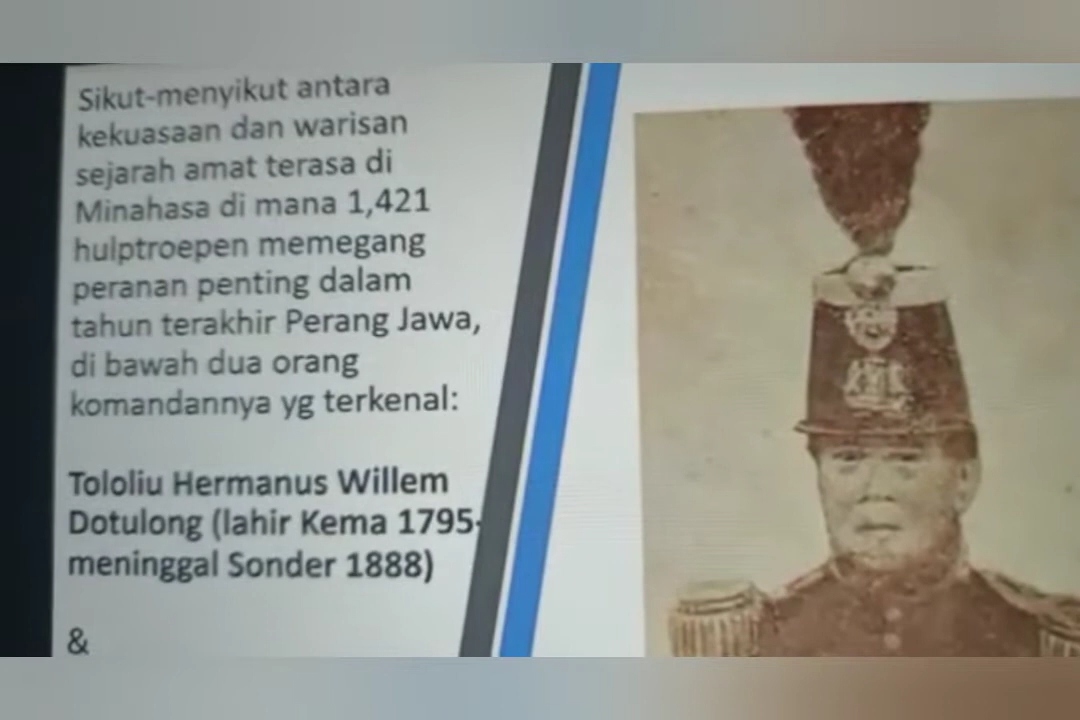 Sikut-menyikut antara
kekuasaan dan warisan
sejarah amat terasa di
Minahasa di mana 1,421
hulptroepen memegang
peranan penting dalam
tahun terakhir Perang Jawa,
di bawah dua orang
komandannya yg terkenal:
Tololiu Hermanus Willem
Dotulong (lahir Kema 1795-
meninggal Sonder 1888)
&